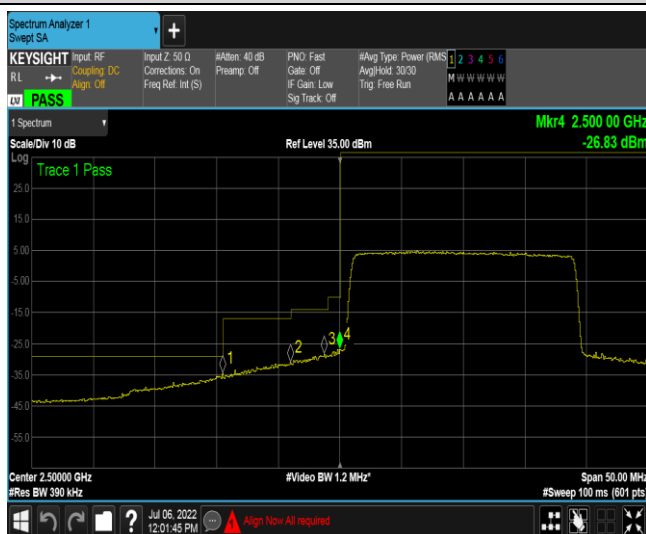 Spectrum Analyzer 1
Swept SA
+
KEYSIGHT
RL
LXI PASS
Input: RF
Coupling: DC
Align: Off
Input Z: 50 Ω
Corrections: On
Freq Ref: Int (S)
#Atten: 40 dB
Preamp: Off
PNO: Fast
Gate: Off
IF Gain: Low
Sig Track: Off
#Avg Type: Power (RMS
Avg|Hold: 30/30
Trig: Free Run
1 2 3 4 5 6
M W W W W W
A A A A A A
1 Spectrum
Mkr4 2.500 00 GHz
Scale/Div 10 dB
Ref Level 35.00 dBm
-26.83 dBm
Log
Trace 1 Pass
25.0
15.0
5.00
-5.00
-15.0
-25.0
-35.0
-45.0
-55.0
1
2
3
4
Center 2.50000 GHz
#Video BW 1.2 MHz*
Span 50.00 MHz
#Res BW 390 kHz
#Sweep 100 ms (601 pts)
?
Jul 06, 2022
12:01:45 PM
Align Now All required